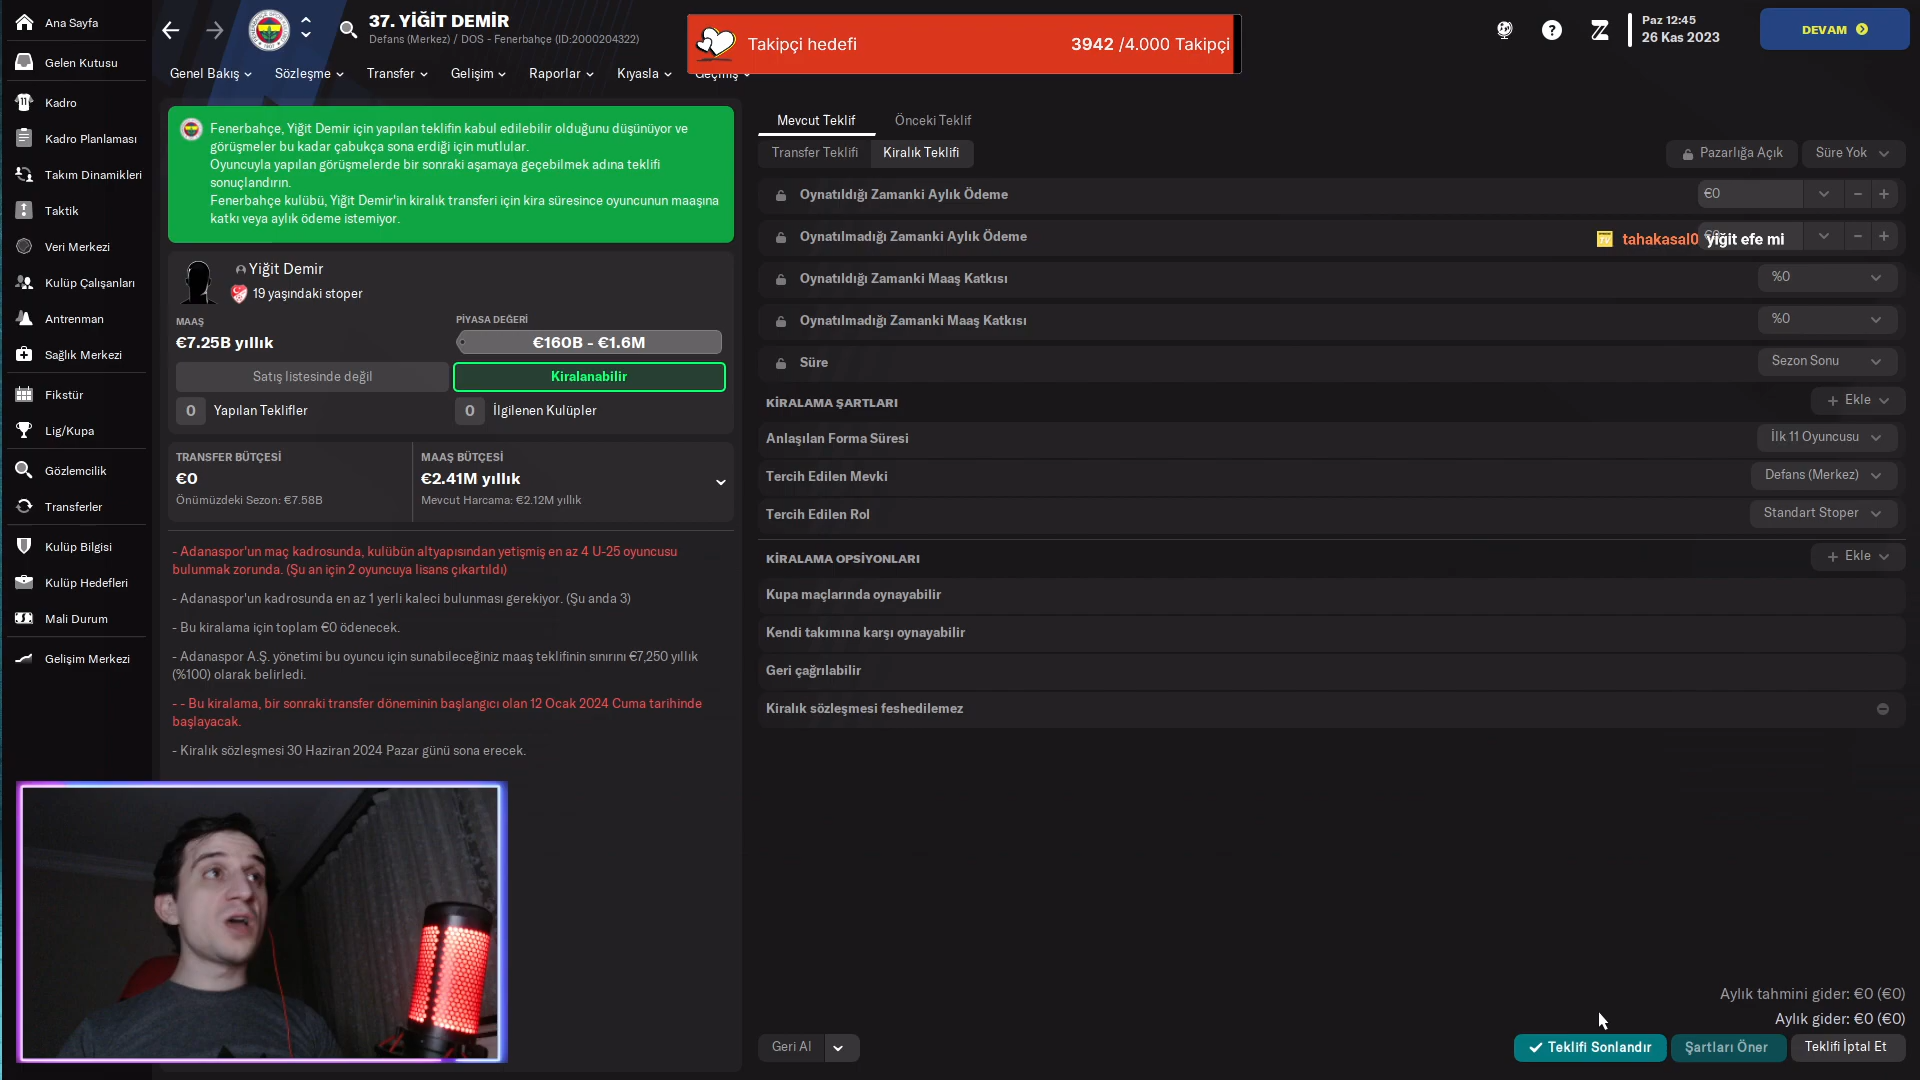 Ana Sayfa
Gelen Kutusu
Kadro
Kadro Planlaması
Takım Dinamikleri
Taktik
Veri Merkezi
Kulüp Çalışanları
Antrenman
Sağlık Merkezi
Fikstür
Lig/Kupa
Gözlemcilik
Transferler
Kulüp Bilgisi
Kulüp Hedefleri
Mali Durum
Gelişim Merkezi
37. YİĞİT DEMİR
Defans (Merkez) / DOS - Fenerbahçe (ID:2000204322)
Takipçi hedefi 3942 /4.000 Takipçi
Paz 12:45
26 Kas 2023
DEVAM
Genel Bakış Sözleşme Transfer Gelişim Raporlar Kıyasla Geçmiş
Fenerbahçe, Yiğit Demir için yapılan teklifin kabul edilebilir olduğunu düşünüyor ve
görüşmeler bu kadar çabukça sona erdiği için mutlular.
Oyuncuyla yapılan görüşmelerde bir sonraki aşamaya geçebilmek adına teklifi
sonuçlandırın.
Fenerbahçe kulübü, Yiğit Demir'in kiralık transferi için kira süresince oyuncunun maaşına
katkı veya aylık ödeme istemiyor.
Yiğit Demir
19 yaşındaki stoper
MAAŞ
€7.25B yıllık
PİYASA DEĞERİ
€160B - €1.6M
Satış listesinde değil
Kiralanabilir
0 Yapılan Teklifler
0 İlgilenen Kulüpler
TRANSFER BÜTÇESİ
€0
Önümüzdeki Sezon: €7.58B
MAAŞ BÜTÇESİ
€2.41M yıllık
Mevcut Harcama: €2.12M yıllık
- Adanaspor'un maç kadrosunda, kulübün altyapısından yetişmiş en az 4 U-25 oyuncusu
bulunmak zorunda. (Şu an için 2 oyuncuya lisans çıkartıldı)
- Adanaspor'un kadrosunda en az 1 yerli kaleci bulunması gerekiyor. (Şu anda 3)
- Bu kiralama için toplam €0 ödenecek.
- Adanaspor A.Ş. yönetimi bu oyuncu için sunabileceğiniz maaş teklifinin sınırını €7,250 yıllık
(%100) olarak belirledi.
- - Bu kiralama, bir sonraki transfer döneminin başlangıcı olan 12 Ocak 2024 Cuma tarihinde
başlayacak.
- Kiralık sözleşmesi 30 Haziran 2024 Pazar günü sona erecek.
Mevcut Teklif Önceki Teklif
Transfer Teklifi Kiralık Teklifi
Pazarlığa Açık Süre Yok
Oynatıldığı Zamanki Aylık Ödeme €0
Oynatılmadığı Zamanki Aylık Ödeme
tahakasal0 yiğit efe mi
Oynatıldığı Zamanki Maaş Katkısı %0
Oynatılmadığı Zamanki Maaş Katkısı %0
Süre Sezon Sonu
KİRALAMA ŞARTLARI + Ekle
Anlaşılan Forma Süresi İlk 11 Oyuncusu
Tercih Edilen Mevki Defans (Merkez)
Tercih Edilen Rol Standart Stoper
KİRALAMA OPSİYONLARI + Ekle
Kupa maçlarında oynayabilir
Kendi takımına karşı oynayabilir
Geri çağrılabilir
Kiralık sözleşmesi feshedilemez
Aylık tahmini gider: €0 (€0)
Aylık gider: €0 (€0)
Geri Al
Teklifi Sonlandır Şartları Öner Teklifi İptal Et